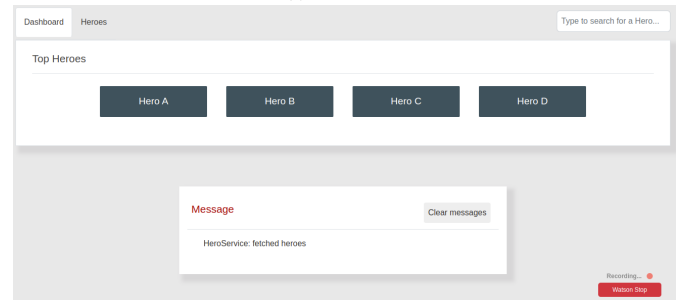 Dashboard Heroes Type to search for a Hero...
Top Heroes
Hero A Hero B Hero C Hero D
Message Clear messages
HeroService: fetched heroes
Recording...
Watson Stop